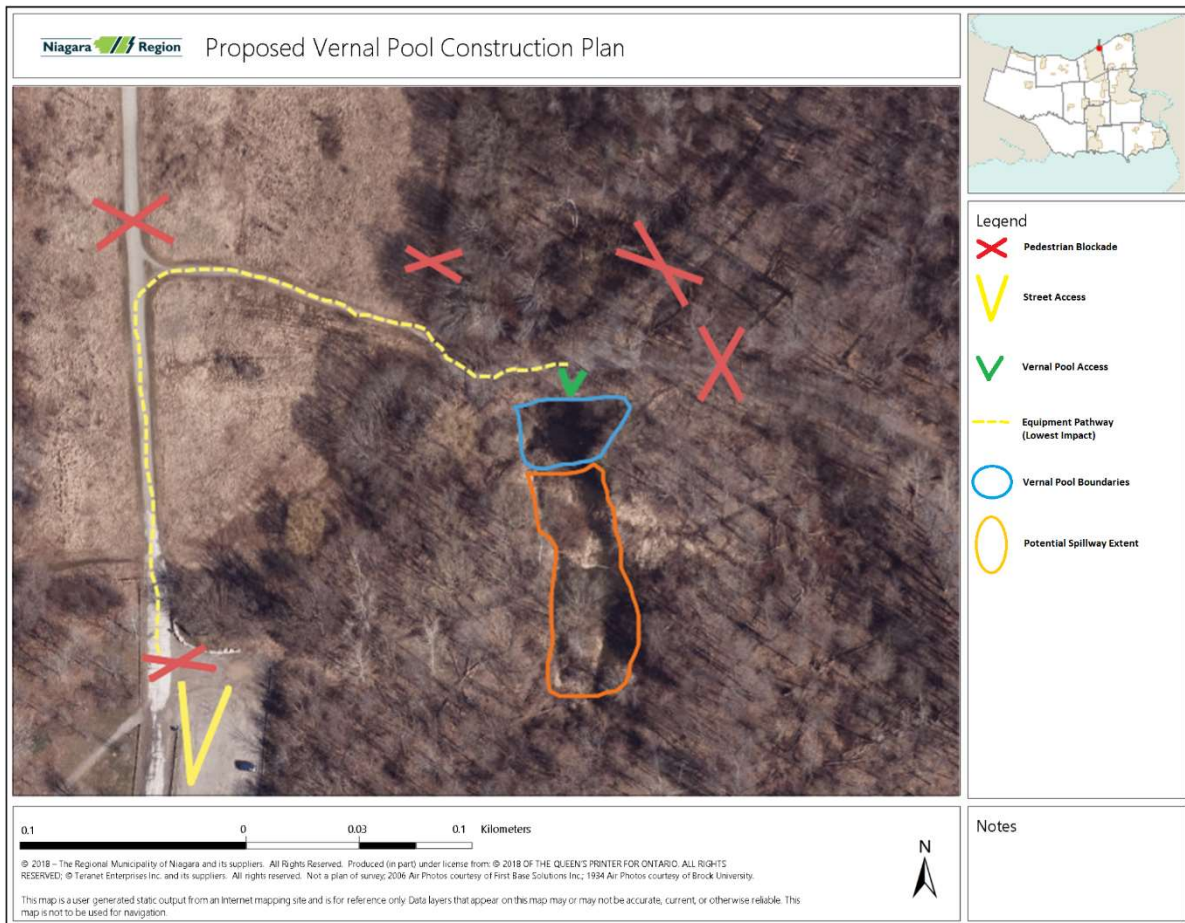 Niagara Region
Proposed Vernal Pool Construction Plan
Legend
Pedestrian Blockade
Street Access
Vernal Pool Access
Equipment Pathway
(Lowest Impact)
Vernal Pool Boundaries
Potential Spillway Extent
0.1 0 0.03 0.1 Kilometers
© 2018 – The Regional Municipality of Niagara and its suppliers. All Rights Reserved. Produced (in part) under license from: © 2018 OF THE QUEEN'S PRINTER FOR ONTARIO. ALL RIGHTS
RESERVED; © Teranet Enterprises Inc. and its suppliers. All rights reserved. Not a plan of survey; 2006 Air Photos courtesy of First Base Solutions Inc.; 1934 Air Photos courtesy of Brock University.
This map is a user generated static output from an Internet mapping site and is for reference only. Data layers that appear on this map may or may not be accurate, current, or otherwise reliable. This
map is not to be used for navigation.
N
Notes